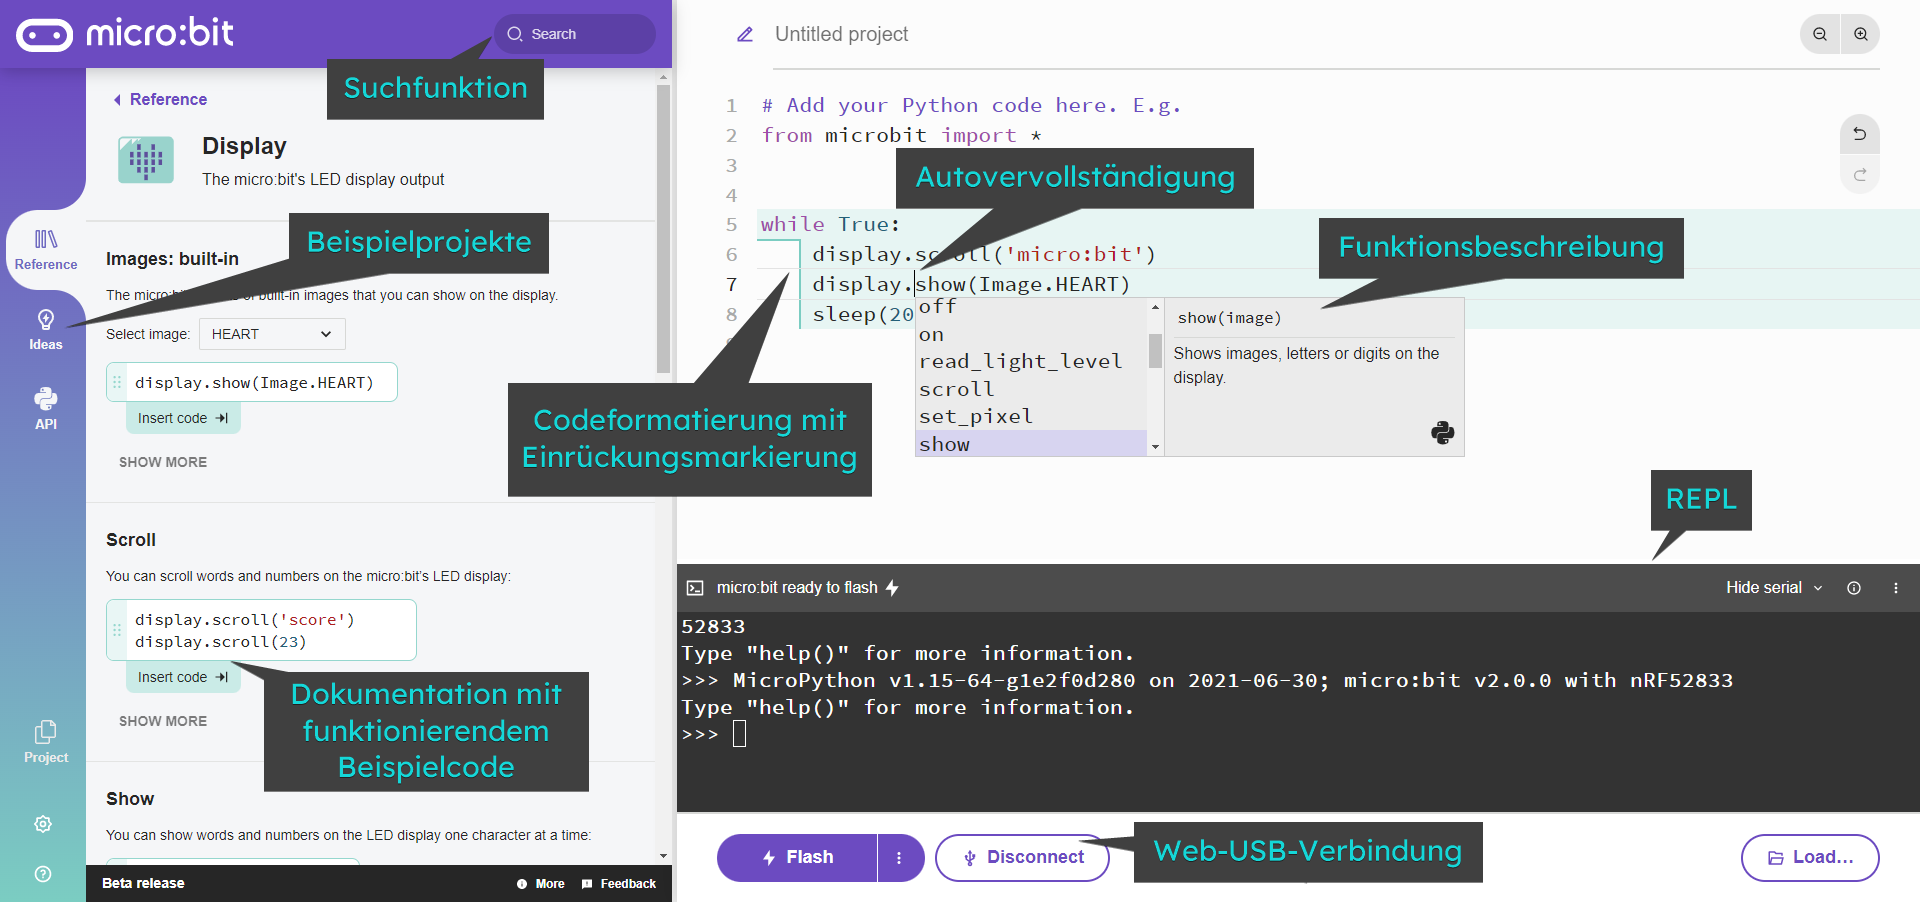 micro:bit
Search
Suchfunktion
Reference
Display
The micro:bit's LED display output
Beispielprojekte
Reference
Images: built-in
The micro:bit of built-in images that you can show on the display.
Ideas
Select image: HEART
API
display.show(Image.HEART)
Insert code
SHOW MORE
Scroll
You can scroll words and numbers on the micro:bit's LED display:
display.scroll('score')
display.scroll(23)
Insert code
SHOW MORE
Dokumentation mit
funktionierendem
Beispielcode
Project
Show
You can show words and numbers on the LED display one character at a time:
Beta release
More
Feedback
Untitled project
1 # Add your Python code here. E.g.
2 from microbit import *
3
4
Autovervollständigung
5 while True:
6 display.scroll('micro:bit')
7 display.show(Image.HEART)
8 sleep(20
Funktionsbeschreibung
off
on
read_light_level
scroll
set_pixel
show
show(image)
Shows images, letters or digits on the
display.
Codeformatierung mit
Einrückungsmarkierung
REPL
micro:bit ready to flash
Hide serial
52833
Type "help()" for more information.
>>> MicroPython v1.15-64-g1e2f0d280 on 2021-06-30; micro:bit v2.0.0 with nRF52833
Type "help()" for more information.
>>>
Flash
Disconnect
Web-USB-Verbindung
Load...